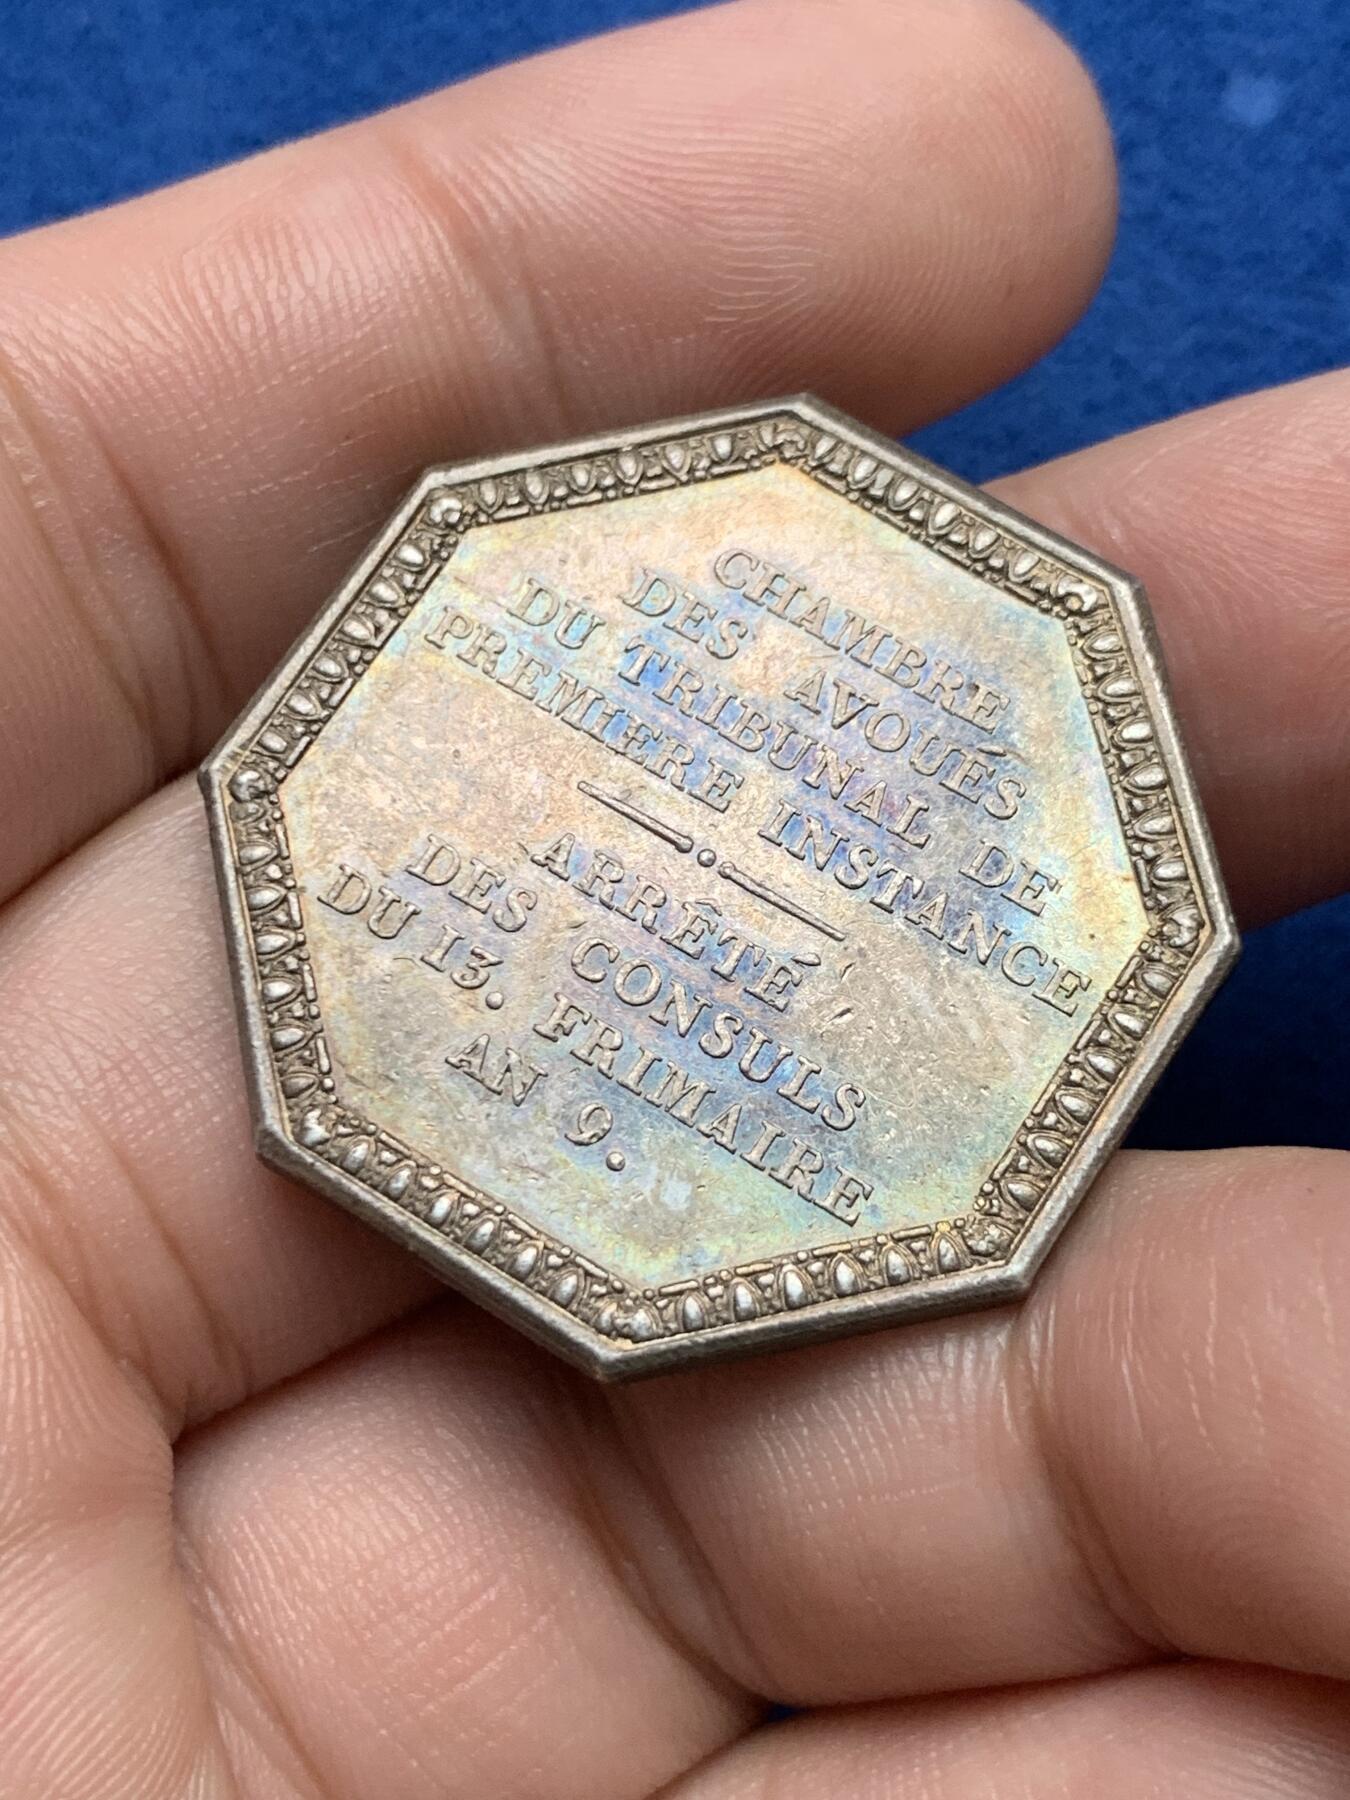 CHAMBRE
DES AVOUÉS
DU TRIBUNAL DE
PREMIERE INSTANCE
ARRÊTÉ
DES CONSULS
DU 13. FRIMAIRE
AN 9.